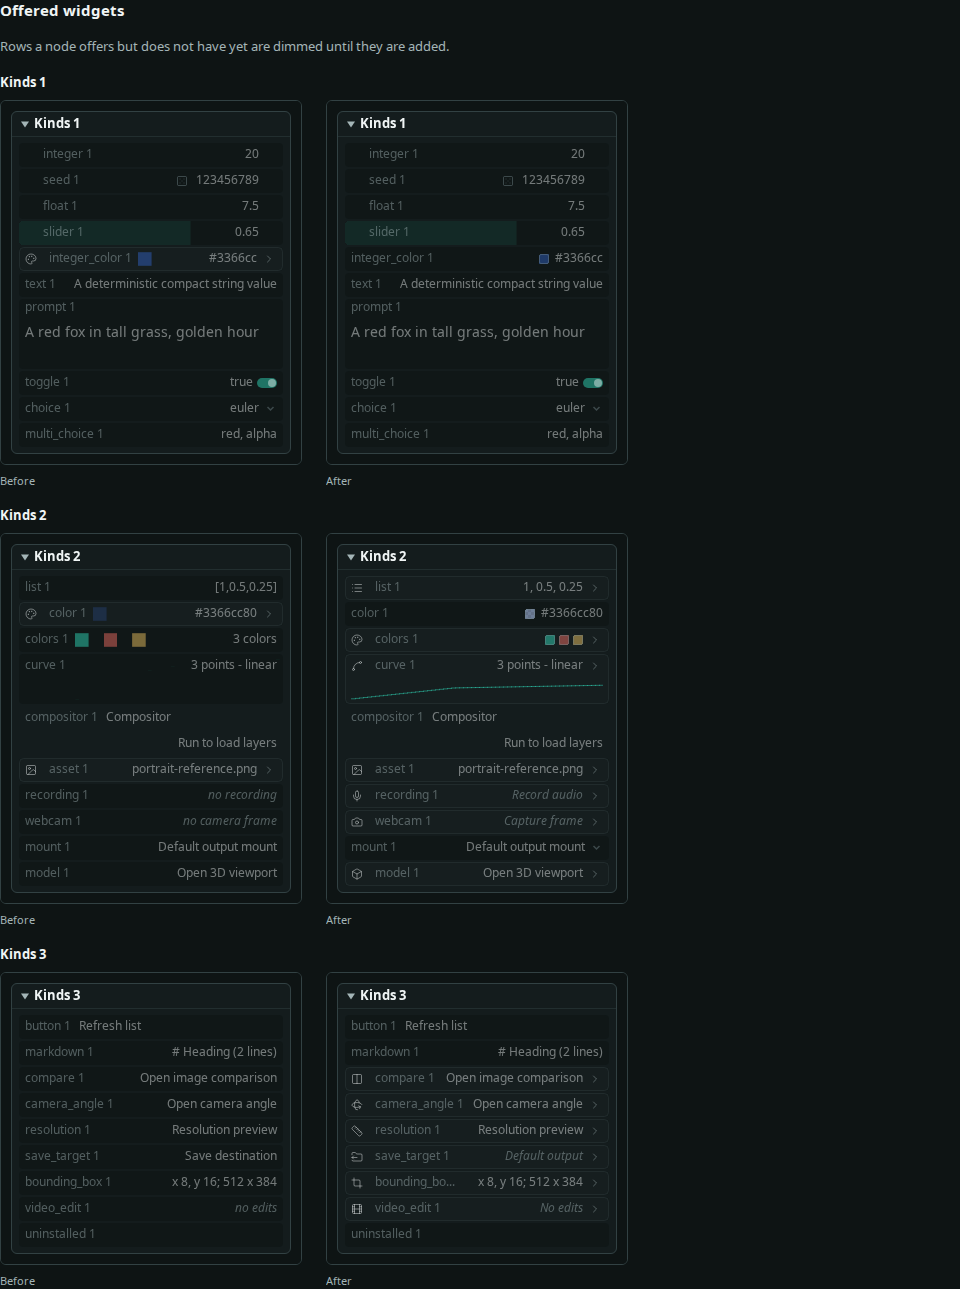 Offered widgets
Rows a node offers but does not have yet are dimmed until they are added.
Kinds 1
Kinds 1
integer 1 20
seed 1 123456789
float 1 7.5
slider 1 0.65
integer_color 1 #3366cc
text 1 A deterministic compact string value
prompt 1
A red fox in tall grass, golden hour
toggle 1 true
choice 1 euler
multi_choice 1 red, alpha
Before
Kinds 1
integer 1 20
seed 1 123456789
float 1 7.5
slider 1 0.65
integer_color 1 #3366cc
text 1 A deterministic compact string value
prompt 1
A red fox in tall grass, golden hour
toggle 1 true
choice 1 euler
multi_choice 1 red, alpha
After
Kinds 2
Kinds 2
list 1 [1,0.5,0.25]
color 1 #3366cc80
colors 1 3 colors
curve 1 3 points - linear
compositor 1 Compositor
Run to load layers
asset 1 portrait-reference.png
recording 1 no recording
webcam 1 no camera frame
mount 1 Default output mount
model 1 Open 3D viewport
Before
Kinds 2
list 1 1, 0.5, 0.25
color 1 #3366cc80
colors 1
curve 1 3 points - linear
compositor 1 Compositor
Run to load layers
asset 1 portrait-reference.png
recording 1 Record audio
webcam 1 Capture frame
mount 1 Default output mount
model 1 Open 3D viewport
After
Kinds 3
Kinds 3
button 1 Refresh list
markdown 1 # Heading (2 lines)
compare 1 Open image comparison
camera_angle 1 Open camera angle
resolution 1 Resolution preview
save_target 1 Save destination
bounding_box 1 x 8, y 16; 512 x 384
video_edit 1 no edits
uninstalled 1
Before
Kinds 3
button 1 Refresh list
markdown 1 # Heading (2 lines)
compare 1 Open image comparison
camera_angle 1 Open camera angle
resolution 1 Resolution preview
save_target 1 Default output
bounding_bo... x 8, y 16; 512 x 384
video_edit 1 No edits
uninstalled 1
After